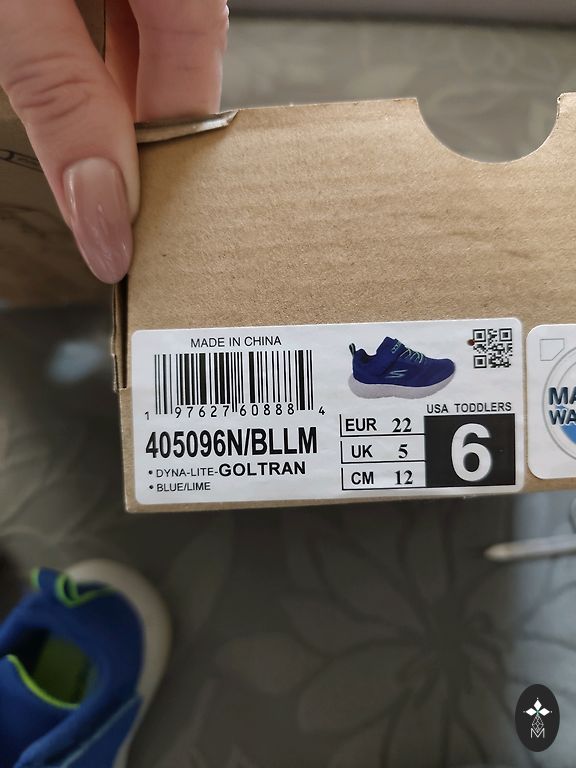 MADE IN CHINA
1 97627 60888 4
405096N/BLLM
• DYNA-LITE-GOLTRAN
• BLUE/LIME
EUR 22
UK 5
CM 12
USA TODDLERS
6
M